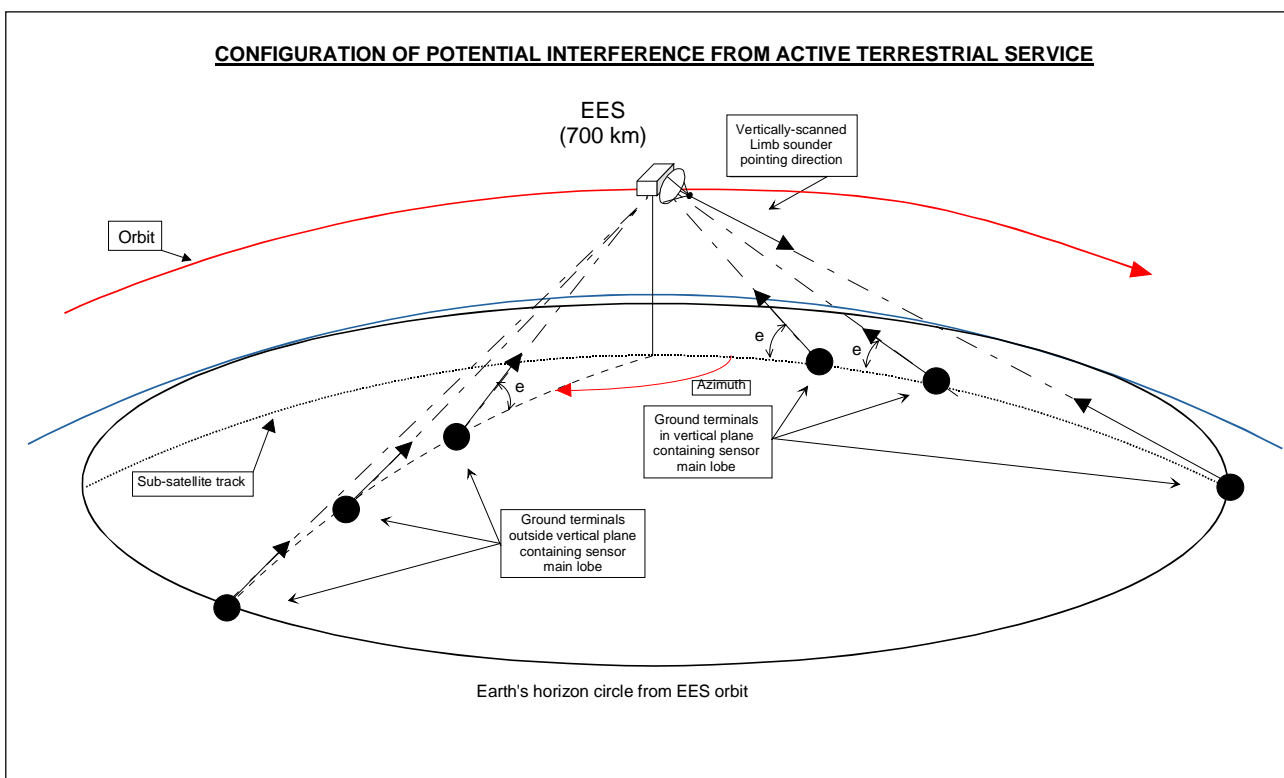 CONFIGURATION OF POTENTIAL INTERFERENCE FROM ACTIVE TERRESTRIAL SERVICE
EES
(700 km)
Vertically-scanned
Limb sounder
pointing direction
Orbit
e
e
e
Azimuth
Ground terminals
in vertical plane
containing sensor
main lobe
Sub-satellite track
Ground terminals
outside vertical plane
containing sensor
main lobe
Earth's horizon circle from EES orbit